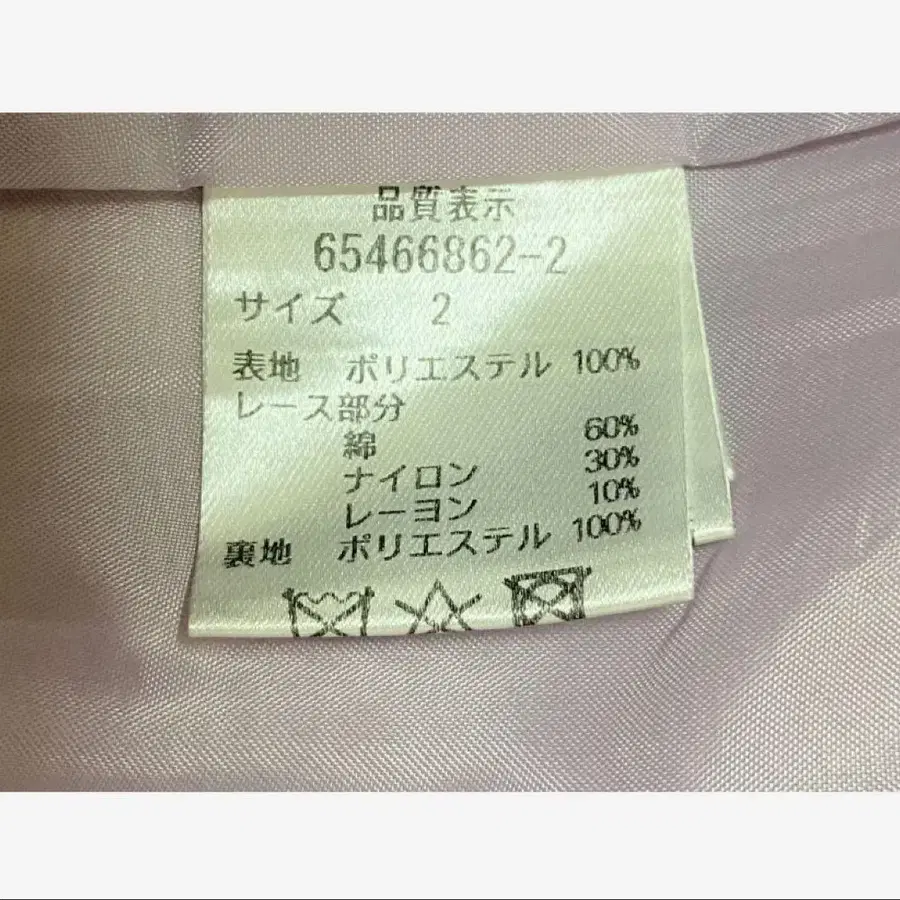 品質表示
65466862-2
サイズ 2
表地 ポリエステル 100%
レース部分
綿 60%
ナイロン 30%
レーヨン 10%
裏地 ポリエステル 100%